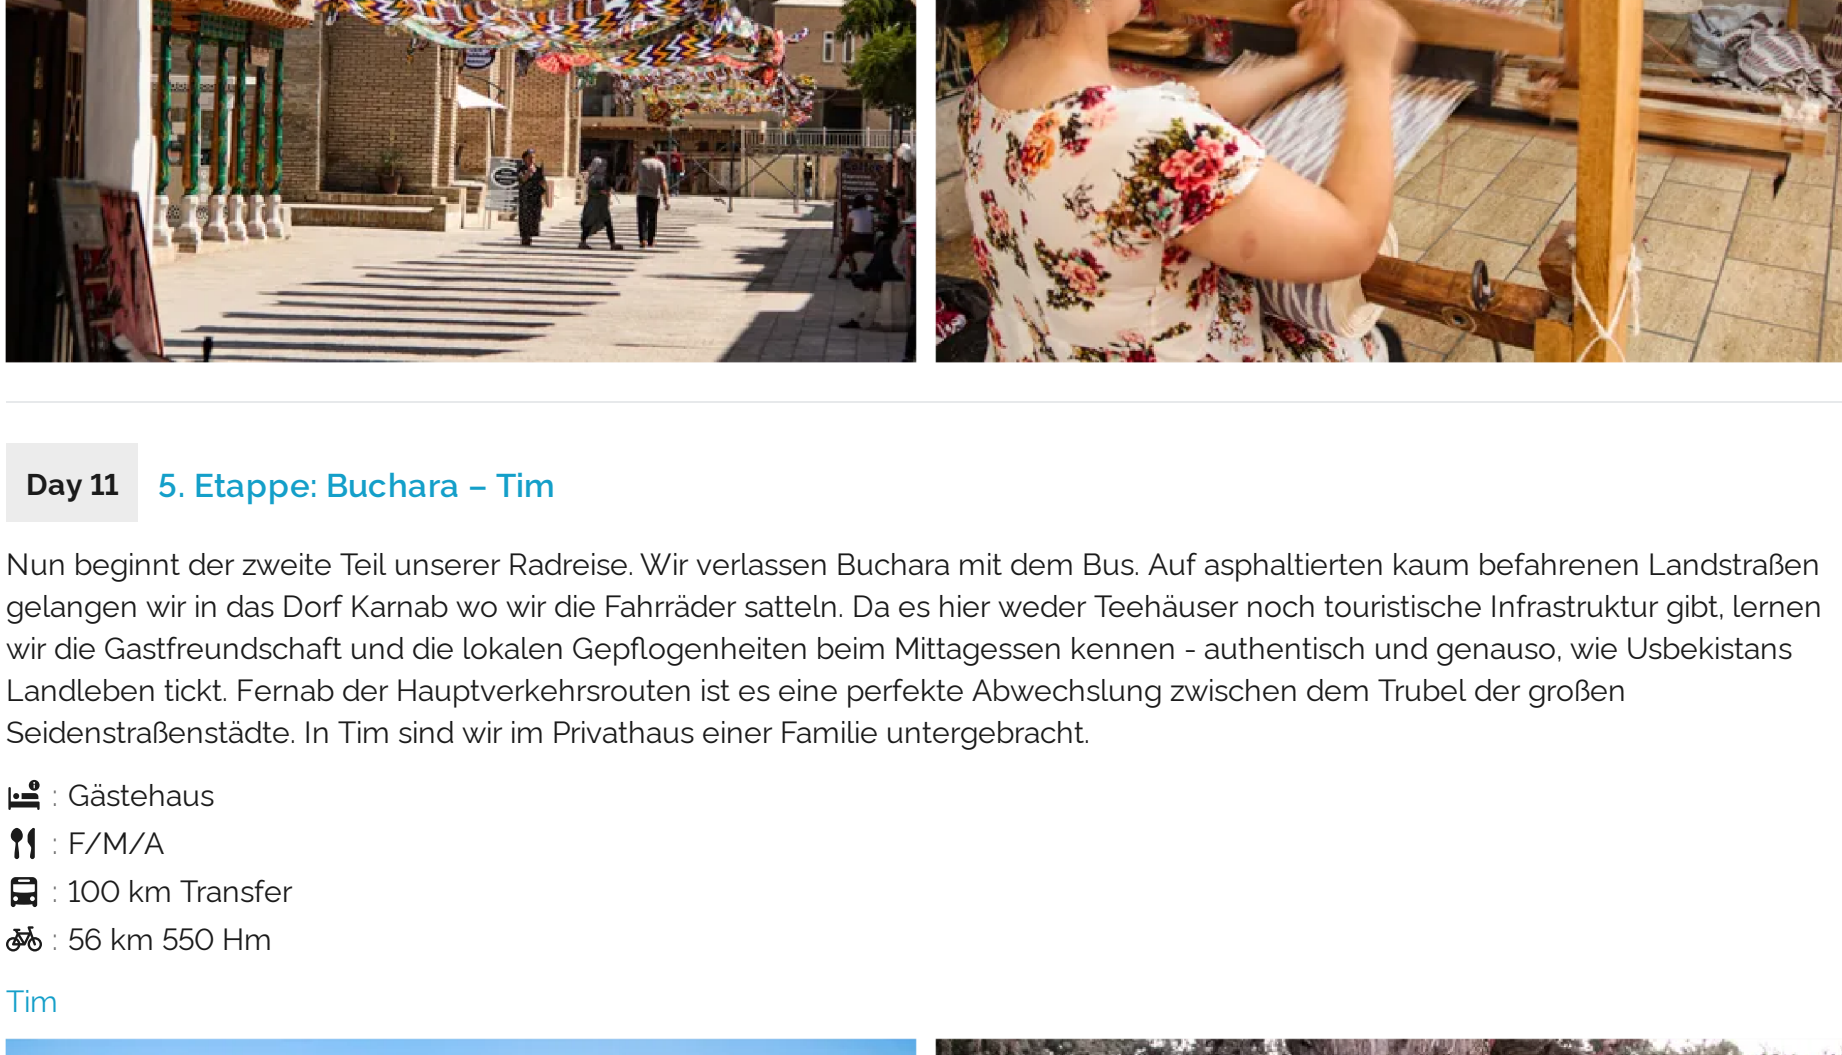 Day 11
5. Etappe: Buchara – Tim
Nun beginnt der zweite Teil unserer Radreise. Wir verlassen Buchara mit dem Bus. Auf asphaltierten kaum befahrenen Landstraßen
gelangen wir in das Dorf Karnab wo wir die Fahrräder satteln. Da es hier weder Teehäuser noch touristische Infrastruktur gibt, lernen
wir die Gastfreundschaft und die lokalen Gepflogenheiten beim Mittagessen kennen - authentisch und genauso, wie Usbekistans
Landleben tickt. Fernab der Hauptverkehrsrouten ist es eine perfekte Abwechslung zwischen dem Trubel der großen
Seidenstraßenstädte. In Tim sind wir im Privathaus einer Familie untergebracht.
: Gästehaus
: F/M/A
: 100 km Transfer
: 56 km 550 Hm
Tim